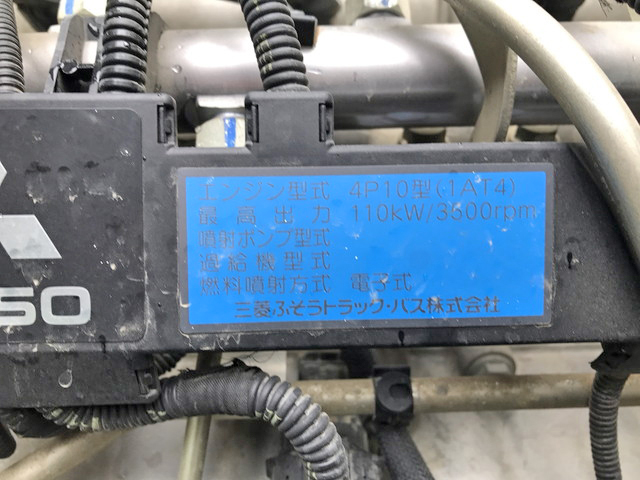 エンジン型式 4P10型(1AT4)
最高出力 110kW/3500rpm
噴射ポンプ型式
過給機型式
燃料噴射方式 電子式
三菱ふそうトラック・バス株式会社
50